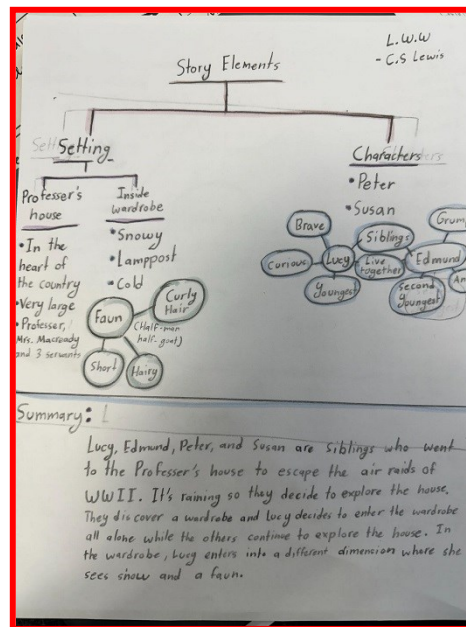 L.W.W
- C.S Lewis
Story Elements
Setting
Characters
Professer's
house
• In the
heart of
the country
• Very large
• Professer,
Mrs. Macready
and 3 servants
Inside
wardrobe
• Snowy
• Lamppost
• Cold
Faun
Curly
Hair
(half-man
half-goat)
Short
Hairy
• Peter
• Susan
Brave
Siblings
Curious
Lucy
Live
together
Edmund
Youngest
Second
Youngest
Summary:
Lucy, Edmund, Peter, and Susan are siblings who went
to the Professer's house to escape the air raids of
WWII. It's raining so they decide to explore the house.
They discover a wardrobe and Lucy decides to enter the wardrobe
all alone while the others continue to explore the house. In
the wardrobe, Lucy enters into a different dimencion where she
sees snow and a faun.